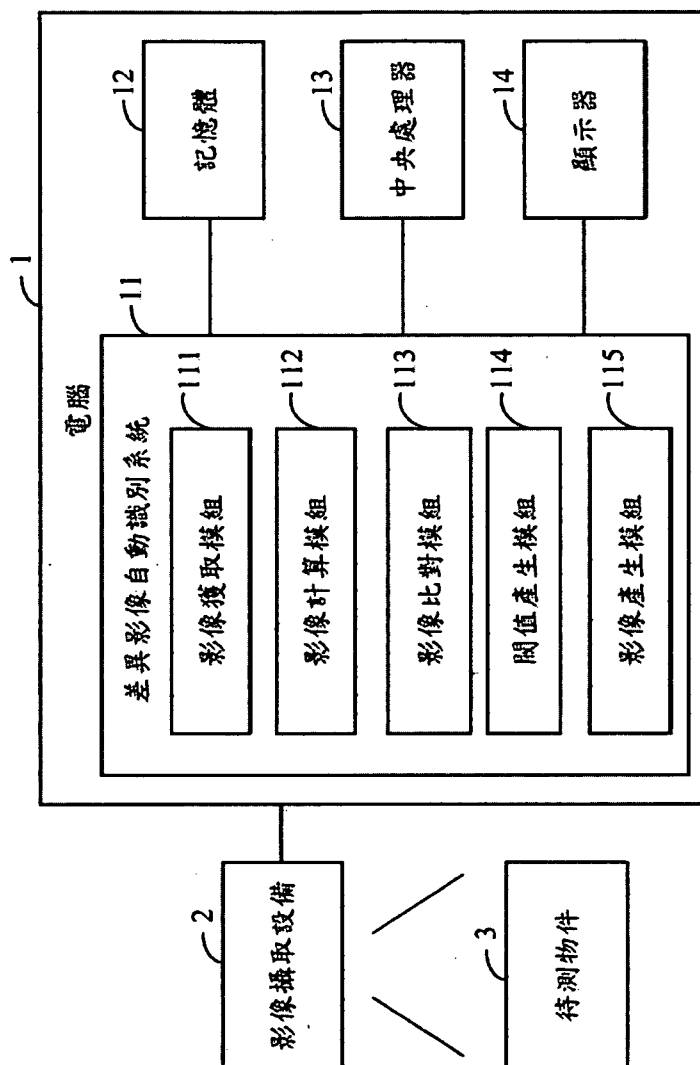 1
電腦
11
差異影像自動識別系統
111
影像獲取模組
112
影像計算模組
113
影像比對模組
114
閥值產生模組
115
影像產生模組
12
記憶體
13
中央處理器
14
顯示器
2
影像攝取設備
3
待測物件